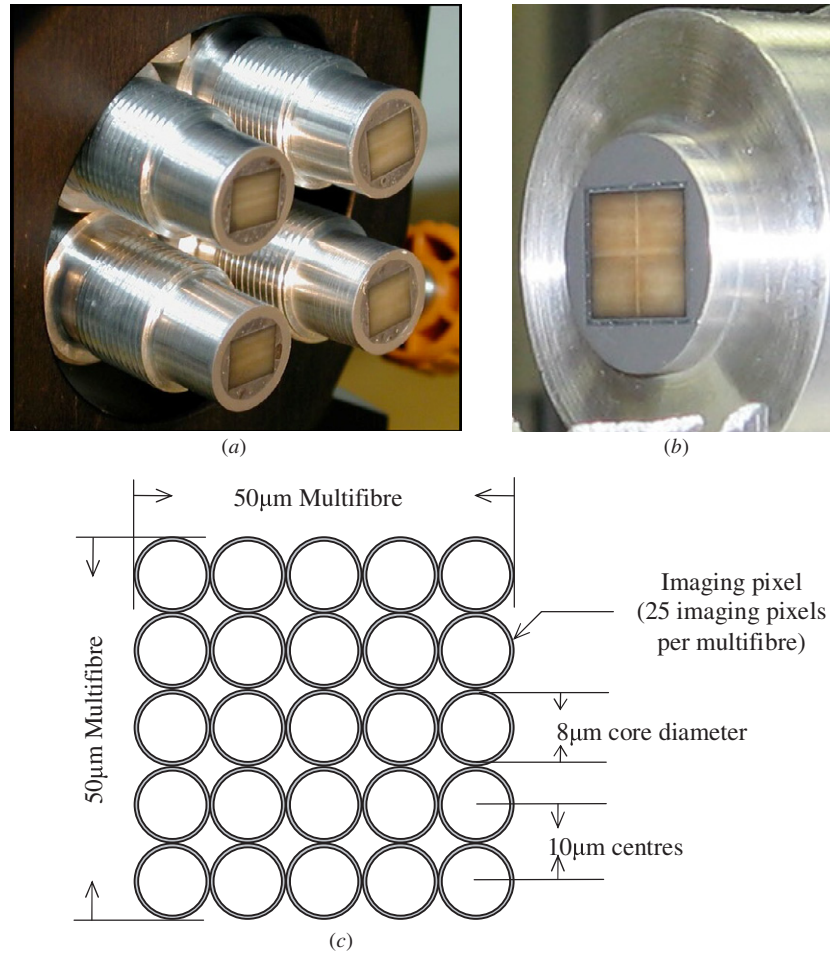 (a)
(b)
50μm Multifibre
50μm Multifibre
Imaging pixel
(25 imaging pixels
per multifibre)
8μm core diameter
10μm centres
(c)